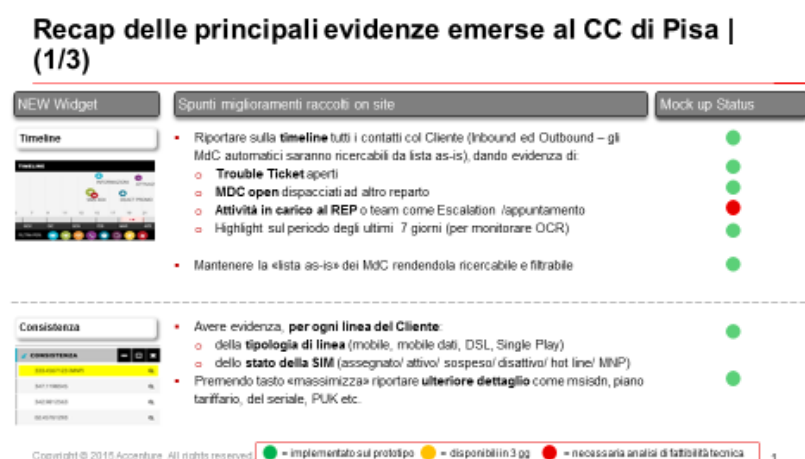 Recap delle principali evidenze emerse al CC di Pisa |
(1/3)
NEW Widget
Spunti miglioramenti raccolti on site
Mock up Status
Timeline
Riportare sulla timeline tutti i contatti col Cliente (Inbound ed Outbound – gli
MdC automatici saranno ricercabili da lista as-is), dando evidenza di:
Trouble Ticket aperti
MDC open dispacciati ad altro reparto
Attività in carico al REP o team come Escalation /appuntamento
Highlight sul periodo degli ultimi 7 giorni (per monitorare OCR)
Mantenere la «lista as-is» dei MdC rendendola ricercabile e filtrabile
TIMELINE
Consistenza
CONSISTENZA
Avere evidenza, per ogni linea del Cliente:
della tipologia di linea (mobile, mobile dati, DSL, Single Play)
dello stato della SIM (assegnato/ attivo/ sospeso/ disattivo/ hot line/ MNP)
Premendo tasto «massimizza» riportare ulteriore dettaglio come msisdn, piano
tariffario, del seriale, PUK etc.
Copyright © 2015 Accenture All rights reserved.
= implementato sul prototipo = disponibili in 3 gg = necessaria analisi di fattibilità tecnica
1